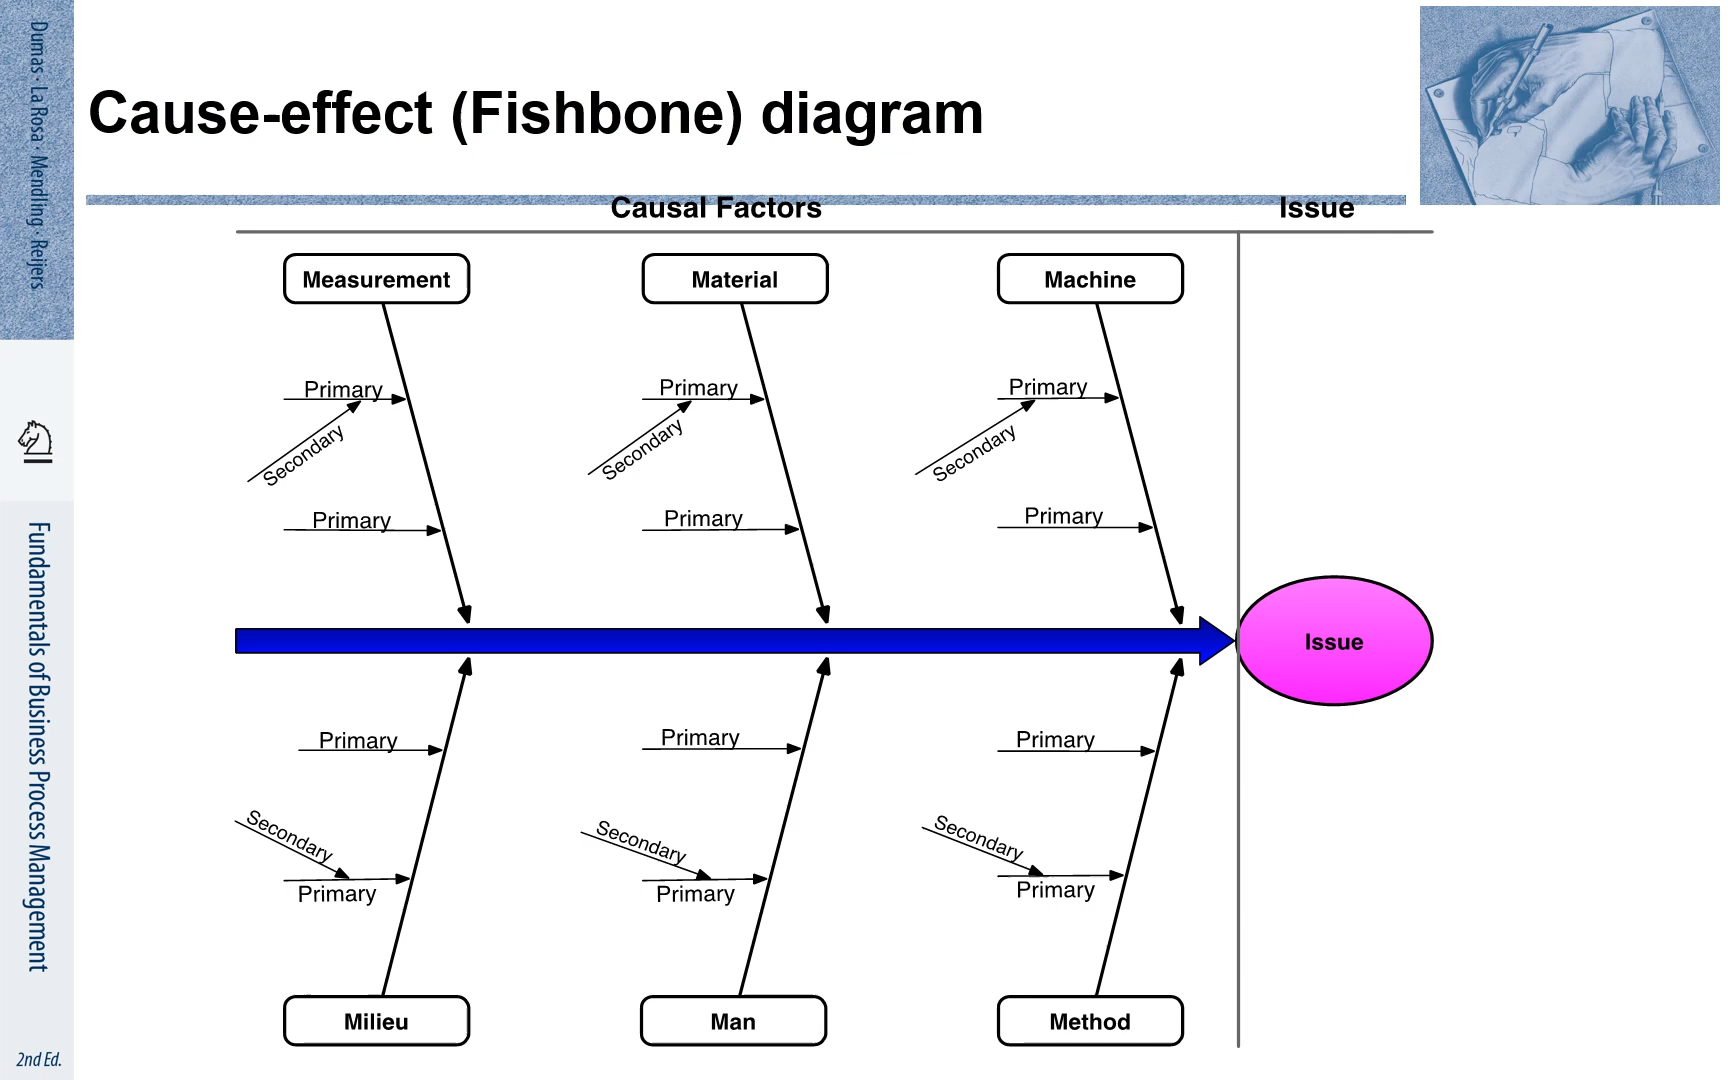 Dumas · La Rosa · Mendling · Reijers
Fundamentals of Business Process Management
2nd Ed.
Cause-effect (Fishbone) diagram
Causal Factors
Issue
Measurement
Material
Machine
Primary
Primary
Primary
Secondary
Secondary
Secondary
Primary
Primary
Primary
Issue
Primary
Primary
Primary
Secondary
Secondary
Secondary
Primary
Primary
Primary
Milieu
Man
Method